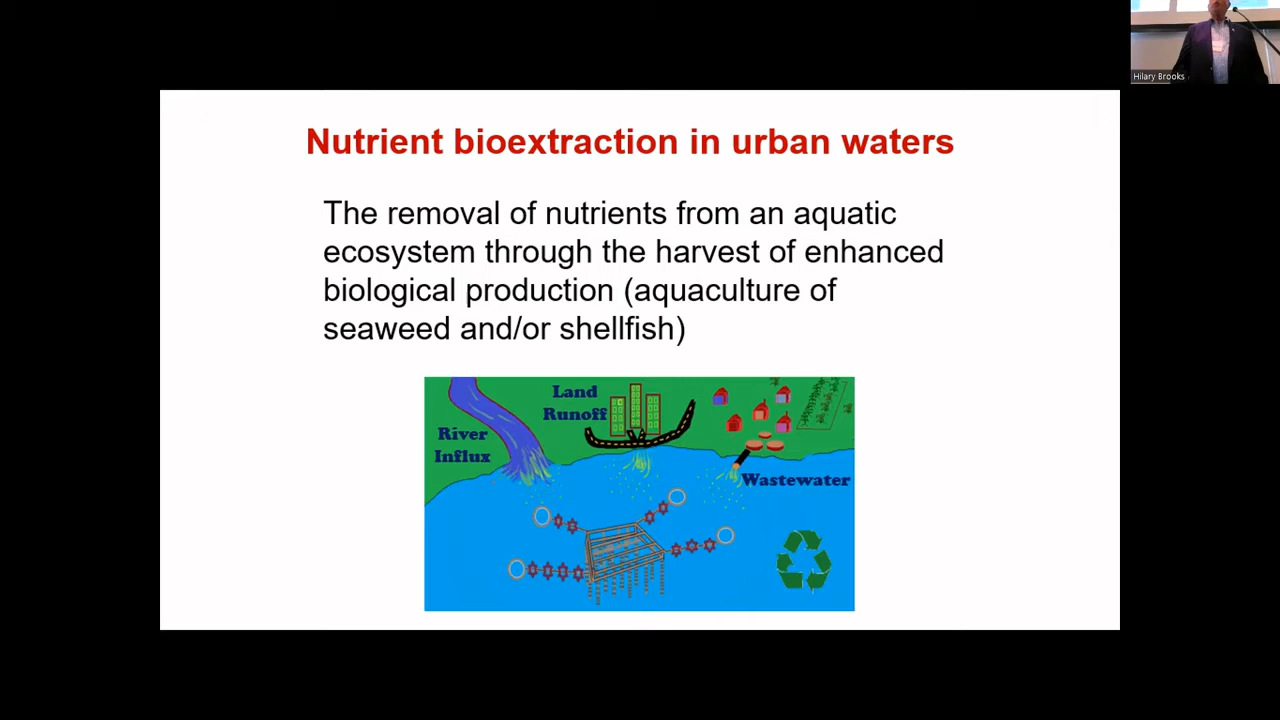 Hilary Brooks
Nutrient bioextraction in urban waters
The removal of nutrients from an aquatic
ecosystem through the harvest of enhanced
biological production (aquaculture of
seaweed and/or shellfish)
Land
Runoff
River
Influx
Wastewater